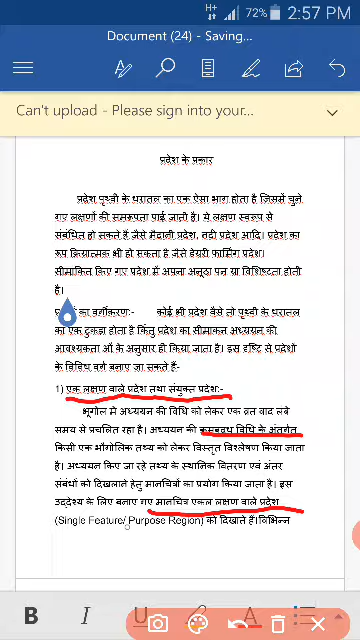 H+ 72% 2:57 PM
Document (24) - Saving...
Can't upload - Please sign into your...
प्रदेश के प्रकार
प्रदेश पृथ्वी के धरातल का एक ऐसा भाग होता है जिसमें चुने
गए लक्षणों की समरूपता पाई जाती है। ये लक्षण स्वरूप से
संबंधित हो सकते हैं जैसे मैदानी प्रदेश, नदी प्रदेश आदि। प्रदेश का
रूप क्रियात्मक भी हो सकता है जैसे डेयरी फार्मिंग प्रदेश।
सीमांकित किए गए प्रदेश में अपना अनूठा पन या विशिष्टता होती
है।
का वर्गीकरण:- कोई भी प्रदेश वैसे तो पृथ्वी के धरातल
का एक टुकड़ा होता है किंतु प्रदेश का सीमांकन अध्ययन की
आवश्यकता ओं के अनुसार ही किया जाता है। इस दृष्टि से प्रदेशों
के विविध वर्ग बनाए जा सकते हैं-
1) एक लक्षण वाले प्रदेश तथा संयुक्त प्रदेश:-
भूगोल में अध्ययन की विधि को लेकर एक व्रत वाद लंबे
समय से प्रचलित रहा है। क्रमबद्ध विधि के अंतर्गत
किसी एक भौगोलिक तथ्य को लेकर विस्तृत विश्लेषण किया जाता
है। अध्ययन किए जा रहे तथ्य के स्थानिक वितरण एवं अंतर
संबंधों को दिखलाने हेतु मानचित्रों का प्रयोग किया जाता है। इस
उद्देश्य के लिए बनाए गए मानचित्र एकल लक्षण वाले प्रदेश
(Single Feature/ Purpose Region) को दिखाते हैं।विभिन्न
B I U A